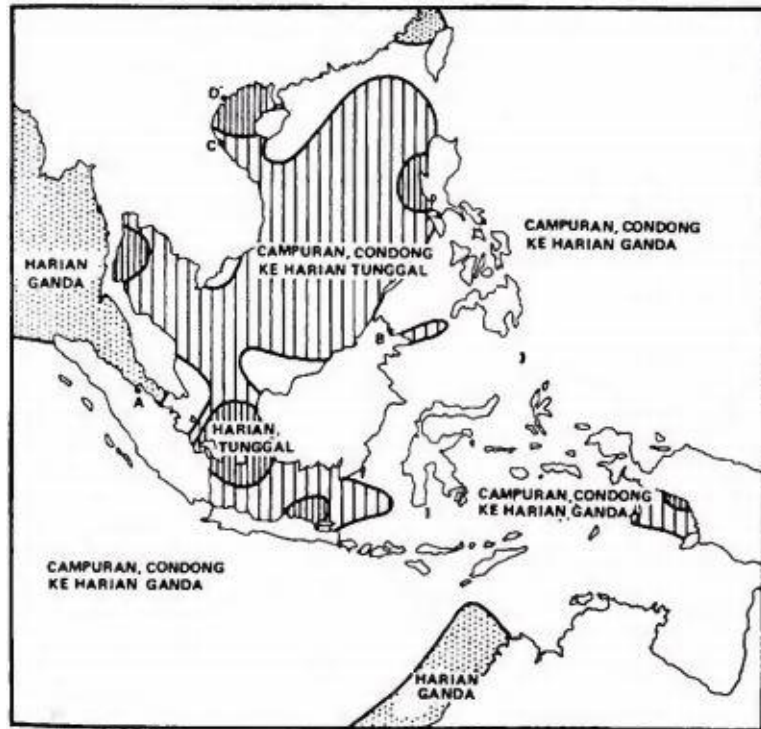 D
C
HARIAN
GANDA
CAMPURAN, CONDONG
KE HARIAN TUNGGAL
CAMPURAN, CONDONG
KE HARIAN GANDA
B
A
HARIAN
TUNGGAL
CAMPURAN, CONDONG
KE HARIAN GANDA
CAMPURAN, CONDONG
KE HARIAN GANDA
HARIAN
GANDA